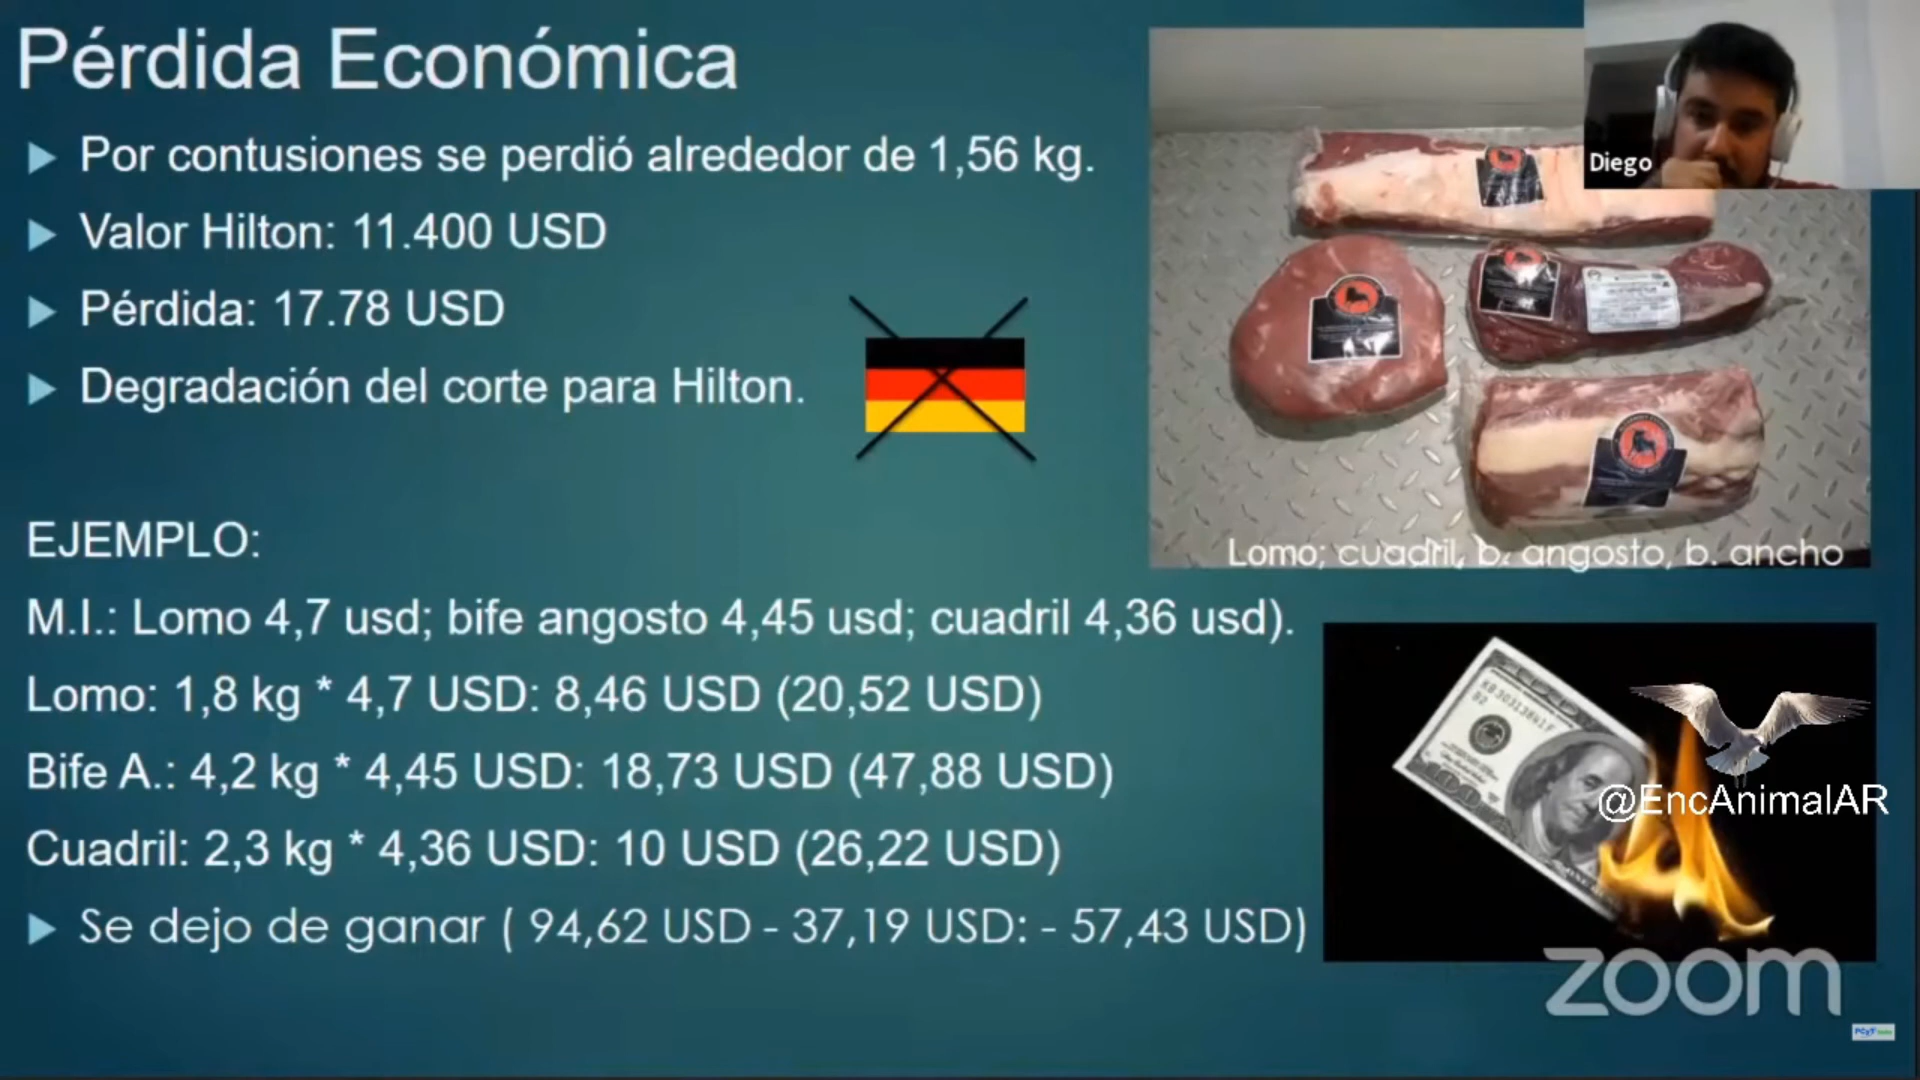 Pérdida Económica
Por contusiones se perdió alrededor de 1,56 kg.
Valor Hilton: 11.400 USD
Pérdida: 17.78 USD
Degradación del corte para Hilton.
EJEMPLO:
M.I.: Lomo 4,7 usd; bife angosto 4,45 usd; cuadril 4,36 usd).
Lomo: 1,8 kg * 4,7 USD: 8,46 USD (20,52 USD)
Bife A.: 4,2 kg * 4,45 USD: 18,73 USD (47,88 USD)
Cuadril: 2,3 kg * 4,36 USD: 10 USD (26,22 USD)
Se dejo de ganar ( 94,62 USD - 37,19 USD: - 57,43 USD)
Diego
Lomo; cuadril, b. angosto, b. ancho
@EncAnimalAR
zoom